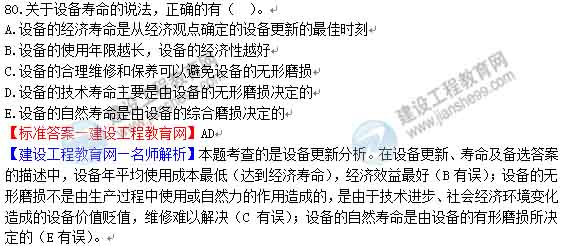 80.关于设备寿命的说法，正确的有（  ）。
A.设备的经济寿命是从经济观点确定的设备更新的最佳时刻
B.设备的使用年限越长，设备的经济性越好
C.设备的合理维修和保养可以避免设备的无形磨损
D.设备的技术寿命主要是由设备的无形磨损决定的
E.设备的自然寿命是由设备的综合磨损决定的
【标准答案—建设工程教育网】AD
【建设工程教育网—名师解析】本题考查的是设备更新分析。在设备更新、寿命及备选答案
的描述中，设备年平均使用成本最低（达到经济寿命），经济效益最好（B有误）；设备的无
形磨损不是由生产过程中使用或自然力的作用造成的，是由于技术进步、社会经济环境变化
造成的设备价值贬值，维修难以解决（C 有误）；设备的自然寿命是由设备的有形磨损所决
定的（E有误）。
建设工程教育网
www.jianshe99.com
建设工程教育网
www.jianshe99.com